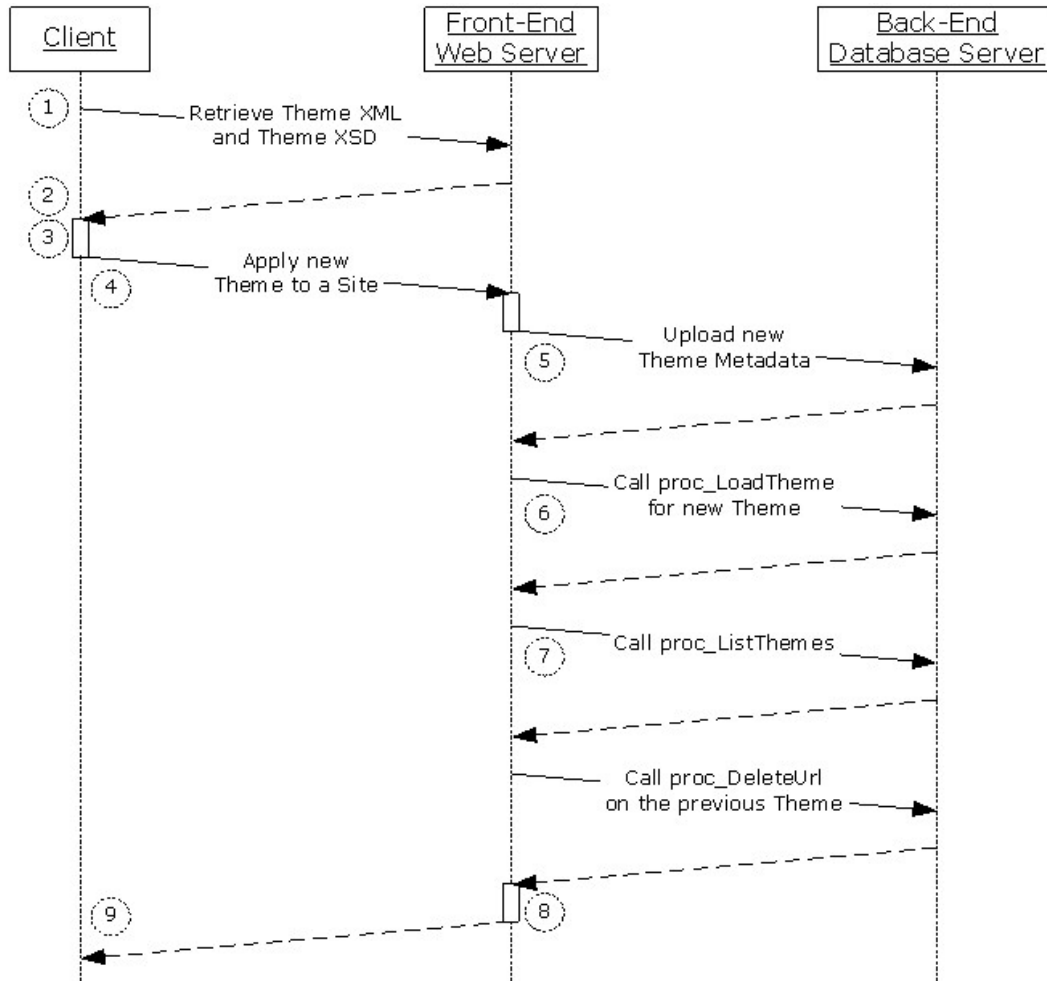 Client
Front-End
Web Server
Back-End
Database Server
1
Retrieve Theme XML
and Theme XSD
2
3
4
Apply new
Theme to a Site
5
Upload new
Theme Metadata
6
Call proc_LoadTheme
for new Theme
7
Call proc_ListThemes
Call proc_DeleteUrl
on the previous Theme
8
9